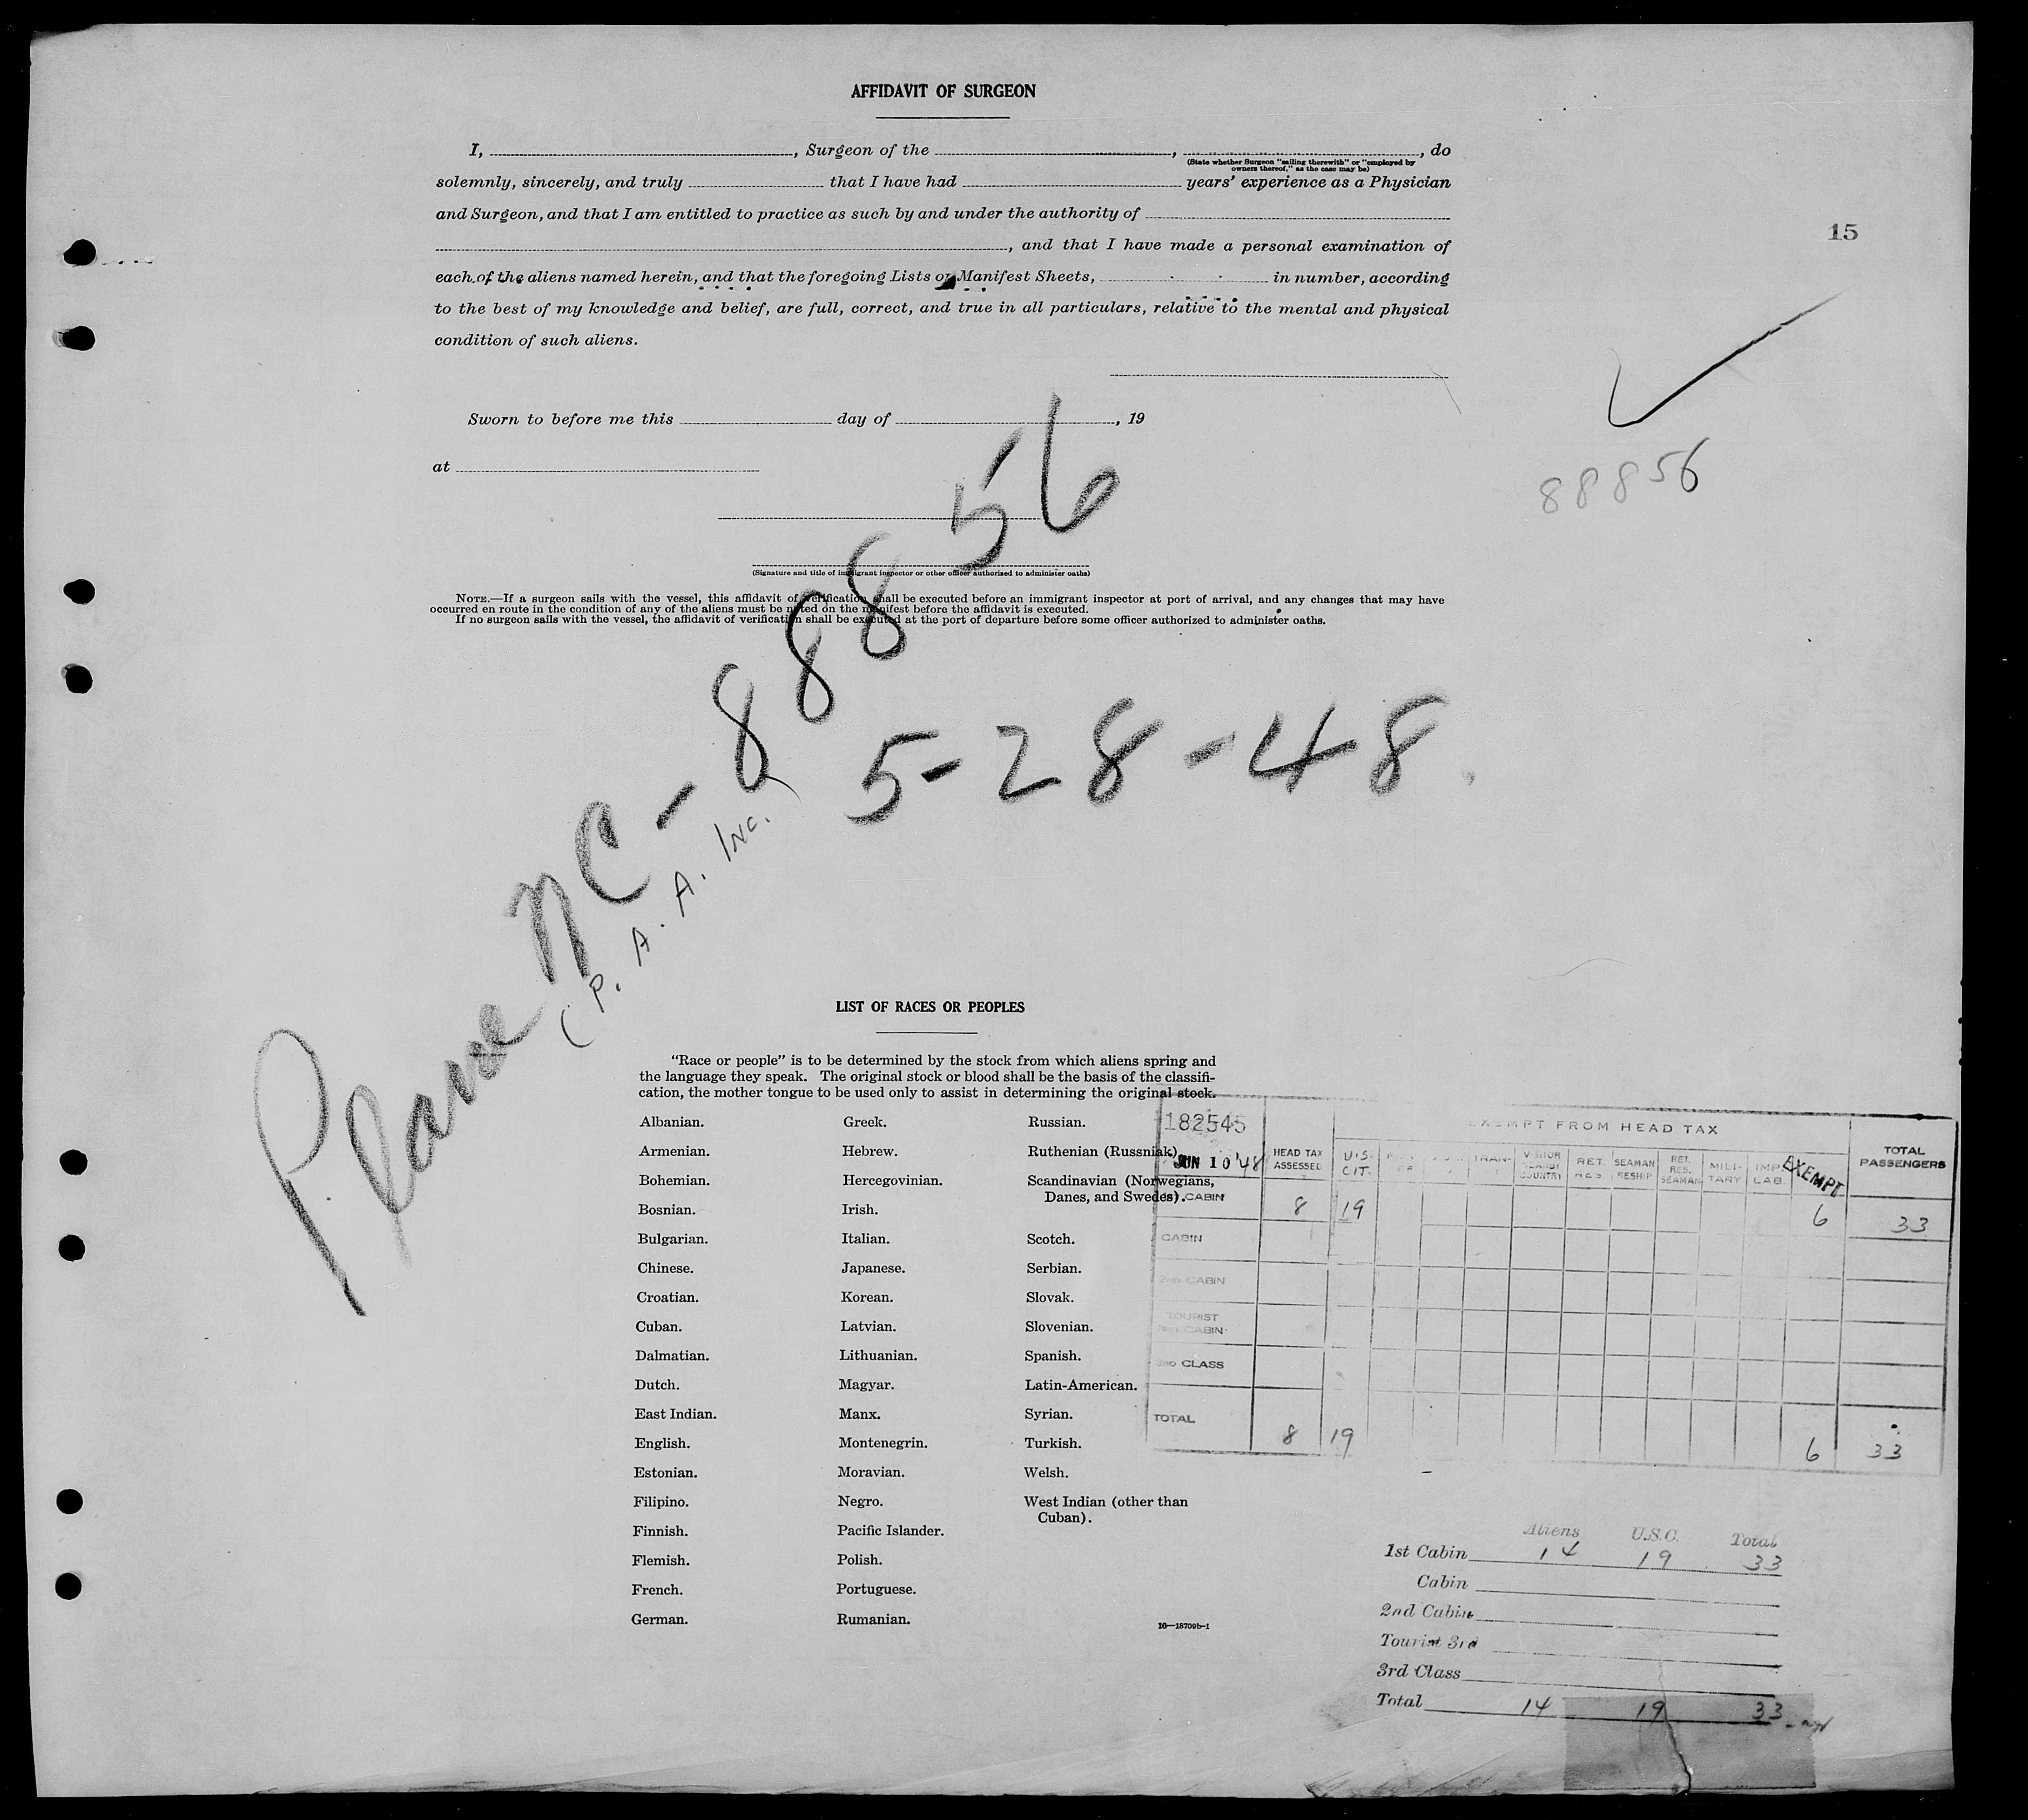 AFFIDAVIT OF SURGEON
I, , Surgeon of the , , do
(State whether Surgeon "sailing therewith" or "employed by
owners thereof," as the case may be)
solemnly, sincerely, and truly that I have had years' experience as a Physician
and Surgeon, and that I am entitled to practice as such by and under the authority of
, and that I have made a personal examination of
15
each of the aliens named herein, and that the foregoing Lists or Manifest Sheets, in number, according
to the best of my knowledge and belief, are full, correct, and true in all particulars, relative to the mental and physical
condition of such aliens.
Sworn to before me this day of , 19
at
88856
(Signature and title of immigrant inspector or other officer authorized to administer oaths)
NOTE.—If a surgeon sails with the vessel, this affidavit of verification shall be executed before an immigrant inspector at port of arrival, and any changes that may have
occurred en route in the condition of any of the aliens must be noted on the manifest before the affidavit is executed.
If no surgeon sails with the vessel, the affidavit of verification shall be executed at the port of departure before some officer authorized to administer oaths.
Plane NC-88856
(P. A. A. Inc.)
5-28-48
LIST OF RACES OR PEOPLES
"Race or people" is to be determined by the stock from which aliens spring and
the language they speak. The original stock or blood shall be the basis of the classifi-
cation, the mother tongue to be used only to assist in determining the original stock.
Albanian. Greek. Russian.
Armenian. Hebrew. Ruthenian (Russniak).
Bohemian. Hercegovinian. Scandinavian (Norwegians,
Danes, and Swedes).
Bosnian. Irish.
Bulgarian. Italian. Scotch.
Chinese. Japanese. Serbian.
Croatian. Korean. Slovak.
Cuban. Latvian. Slovenian.
Dalmatian. Lithuanian. Spanish.
Dutch. Magyar. Latin-American.
East Indian. Manx. Syrian.
English. Montenegrin. Turkish.
Estonian. Moravian. Welsh.
Filipino. Negro. West Indian (other than
Cuban).
Finnish. Pacific Islander.
Flemish. Polish.
French. Portuguese.
German. Rumanian.
16—18709b-1
182545
JUN 10 '48
EXEMPT FROM HEAD TAX
HEAD TAX ASSESSED U.S. CIT. TRAN- VISITOR NEARBY COUNTRY RET. RES. SEAMAN RESHIP RET. RES. SEAMAN MILI-TARY IMP. LAB. EXEMPT TOTAL PASSENGERS
CABIN 8 19 6 33
CABIN
2ND CABIN
TOURIST
3RD CABIN
3RD CLASS
TOTAL 8 19 6 33
Aliens U.S.C. Total
1st Cabin 14 19 33
Cabin
2nd Cabin
Tourist 3rd
3rd Class
Total 14 19 33